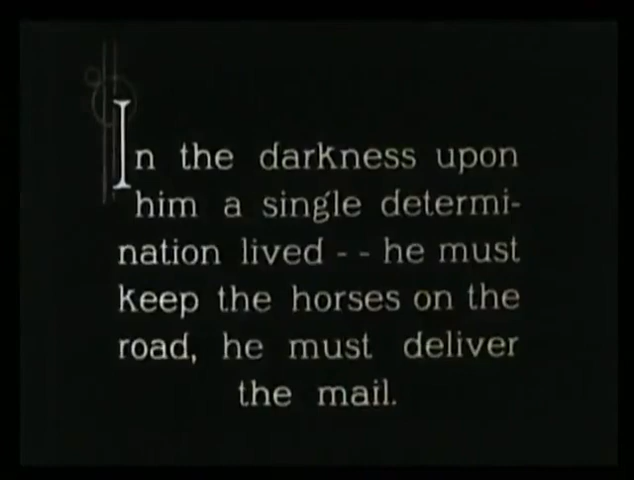 In the darkness upon
him a single determi-
nation lived -- he must
keep the horses on the
road, he must deliver
the mail.